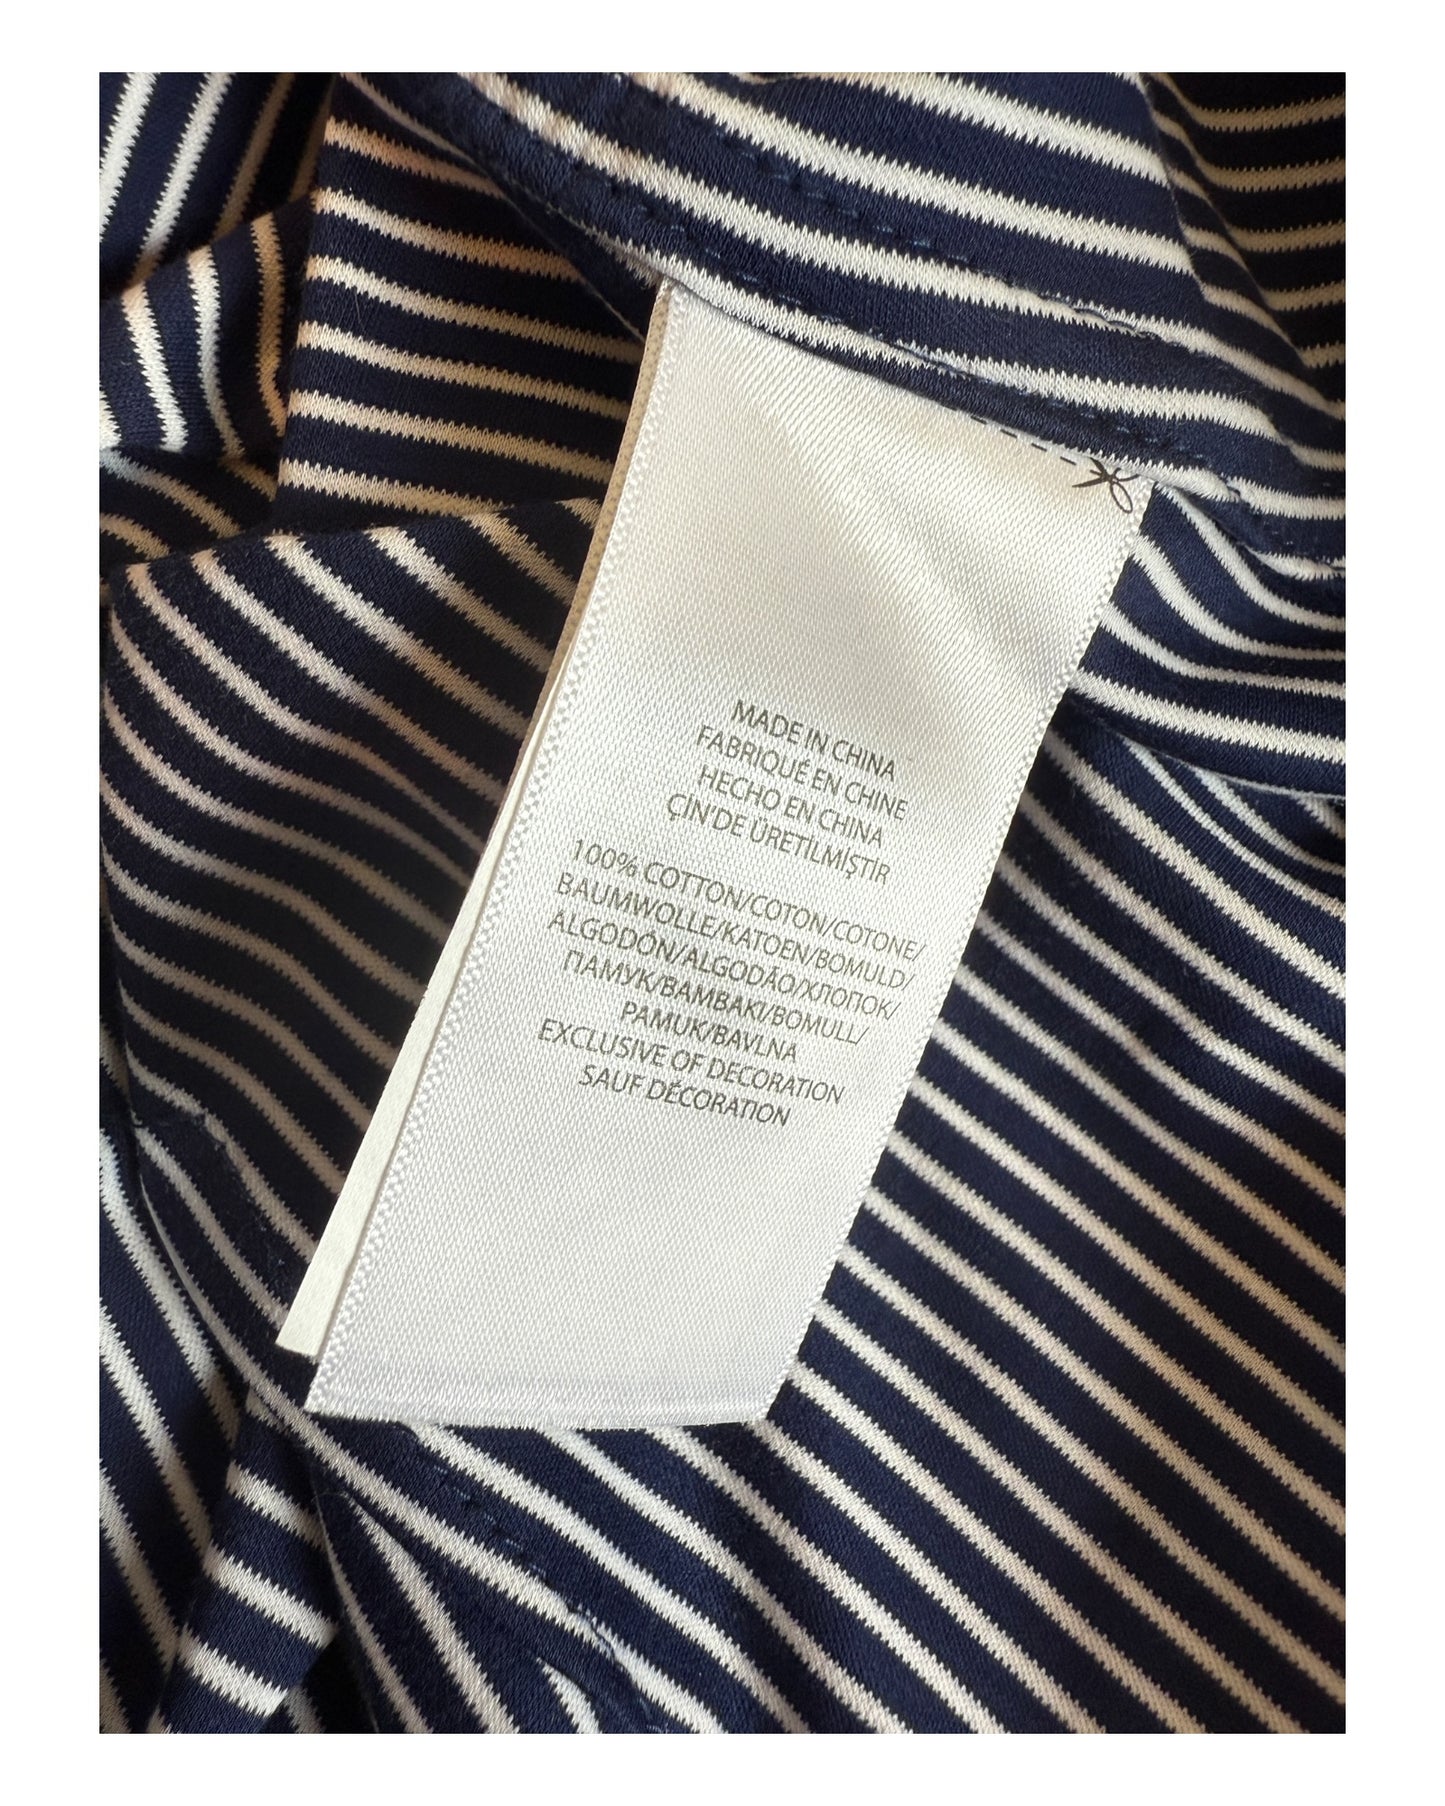 MADE IN CHINA
FABRIQUÉ EN CHINE
HECHO EN CHINA
ÇIN'DE ÜRETİLMİŞTİR
100% COTTON/COTON/COTONE/
BAUMWOLLE/KATOEN/BOMULD/
ALGODÓN/ALGODÃO/ХЛОПОК/
ПАМУК/BAMBAKI/BOMULL/
PAMUK/BAVLNA
EXCLUSIVE OF DECORATION
SAUF DÉCORATION